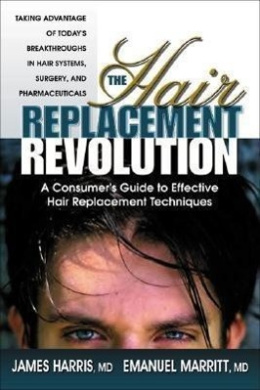 TAKING ADVANTAGE
OF TODAY'S
BREAKTHROUGHS
IN HAIR SYSTEMS,
SURGERY, AND
PHARMACEUTICALS
THE Hair
REPLACEMENT
REVOLUTION
A Consumer's Guide to Effective
Hair Replacement Techniques
JAMES HARRIS, MD EMANUEL MARRITT, MD